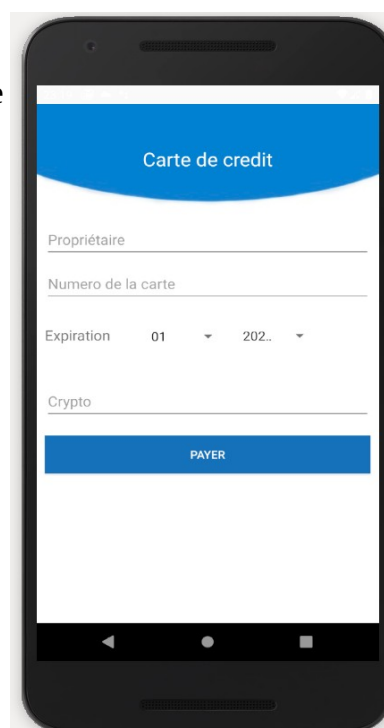 e
Carte de credit
Propriétaire
Numero de la carte
Expiration 01 202..
Crypto
PAYER